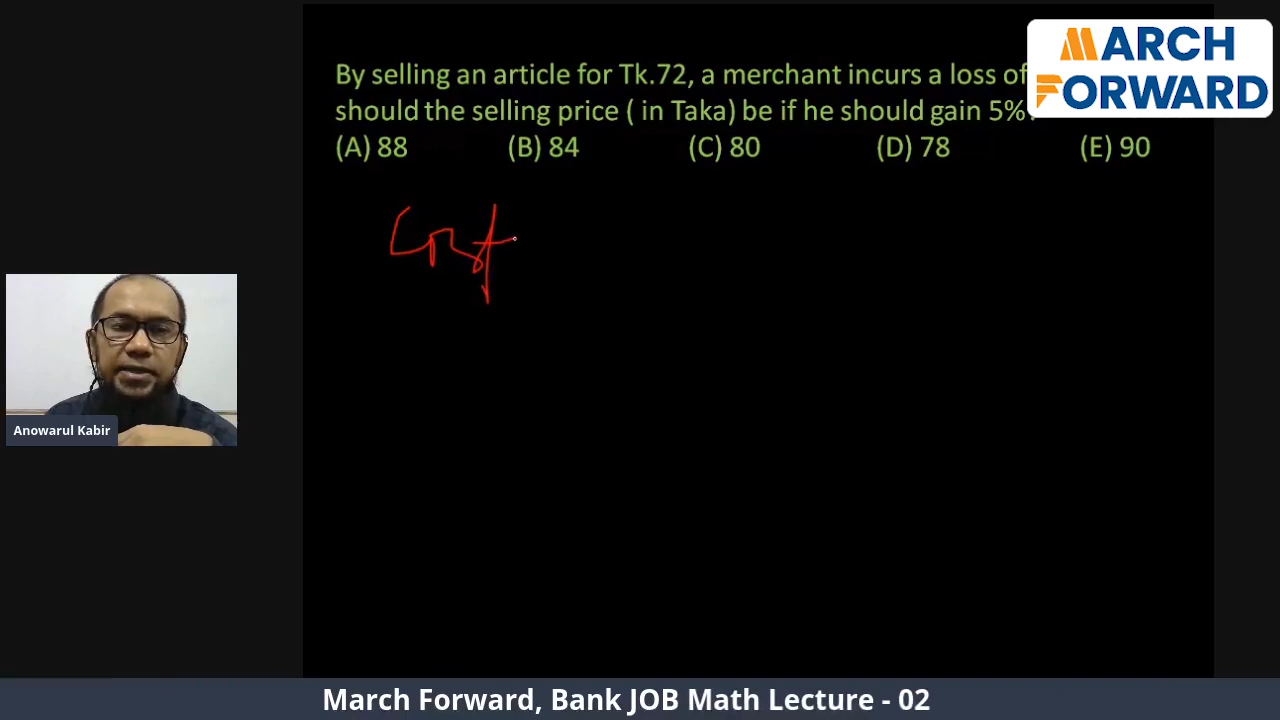 By selling an article for Tk.72, a merchant incurs a loss of
should the selling price ( in Taka) be if he should gain 5%
(A) 88 (B) 84 (C) 80 (D) 78 (E) 90
Cost
MARCH
FORWARD
Anowarul Kabir
March Forward, Bank JOB Math Lecture - 02